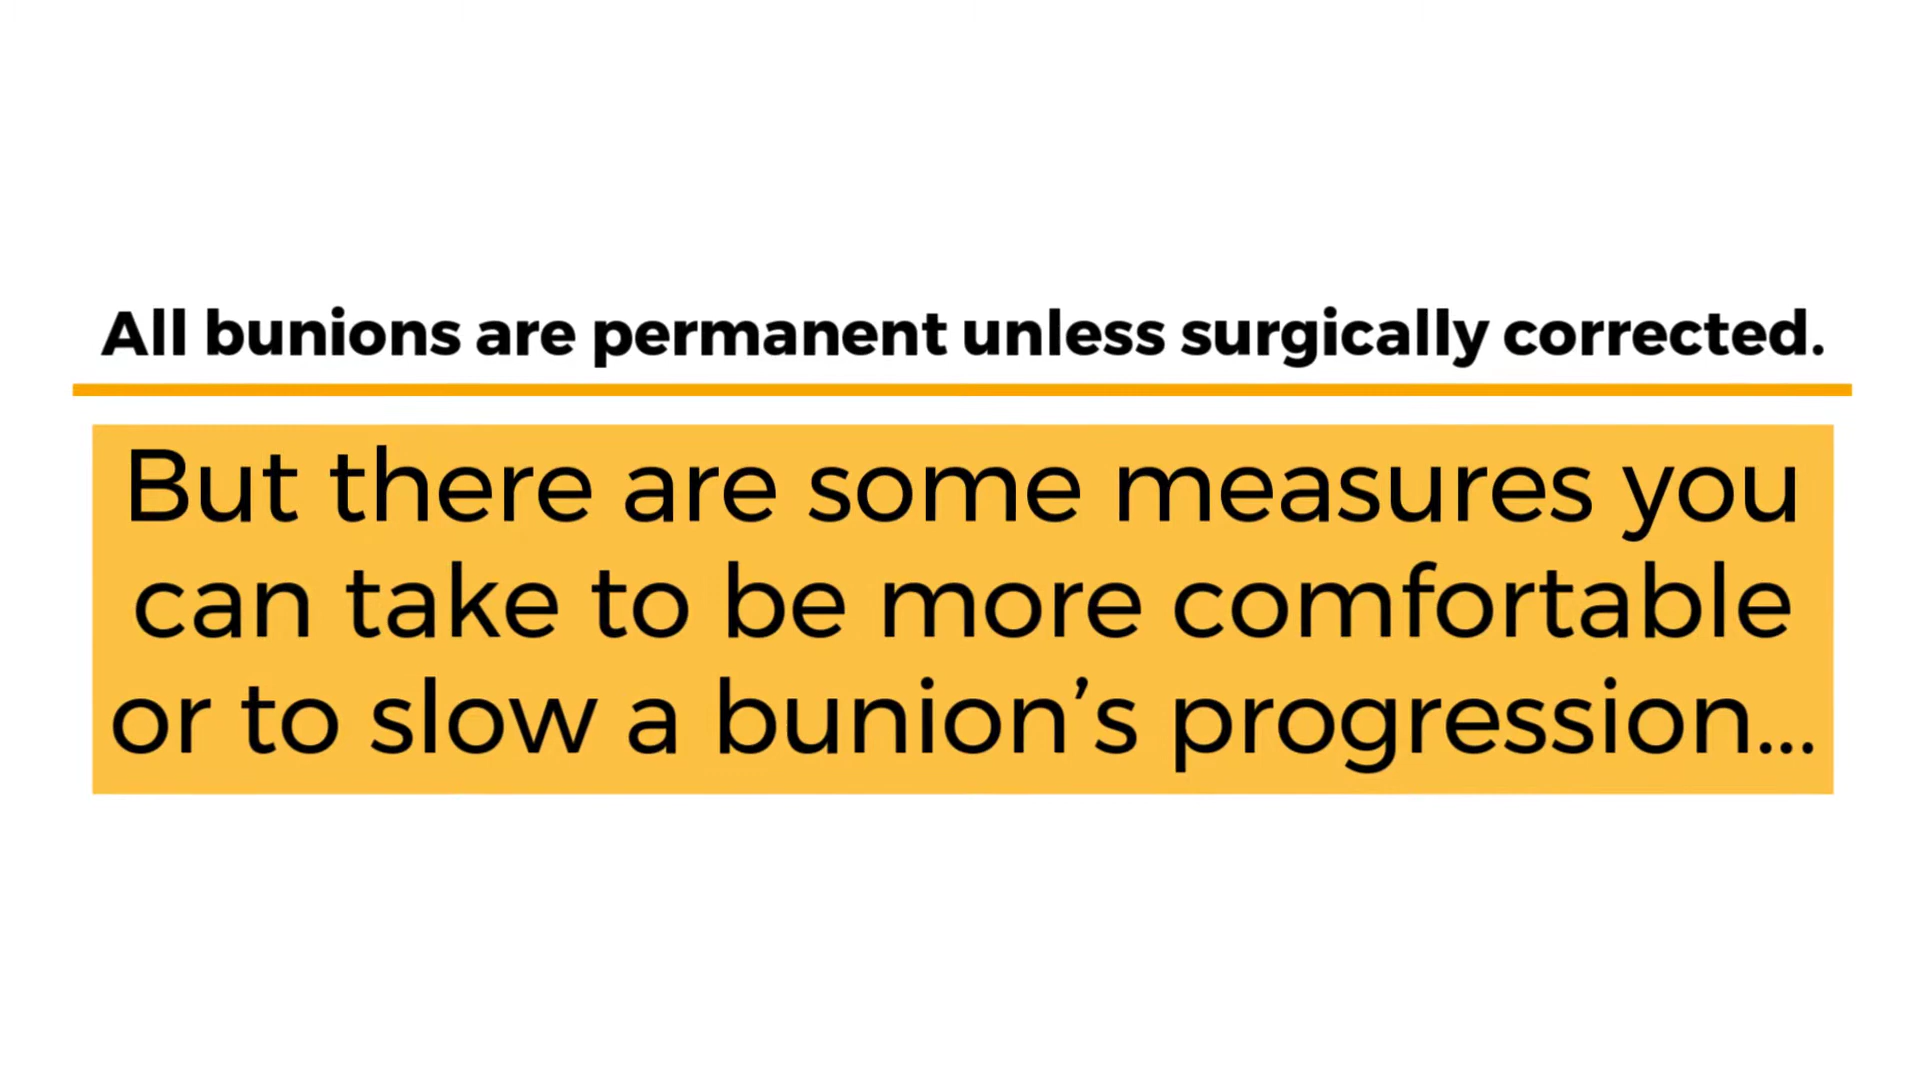 All bunions are permanent unless surgically corrected.
But there are some measures you
can take to be more comfortable
or to slow a bunion’s progression...